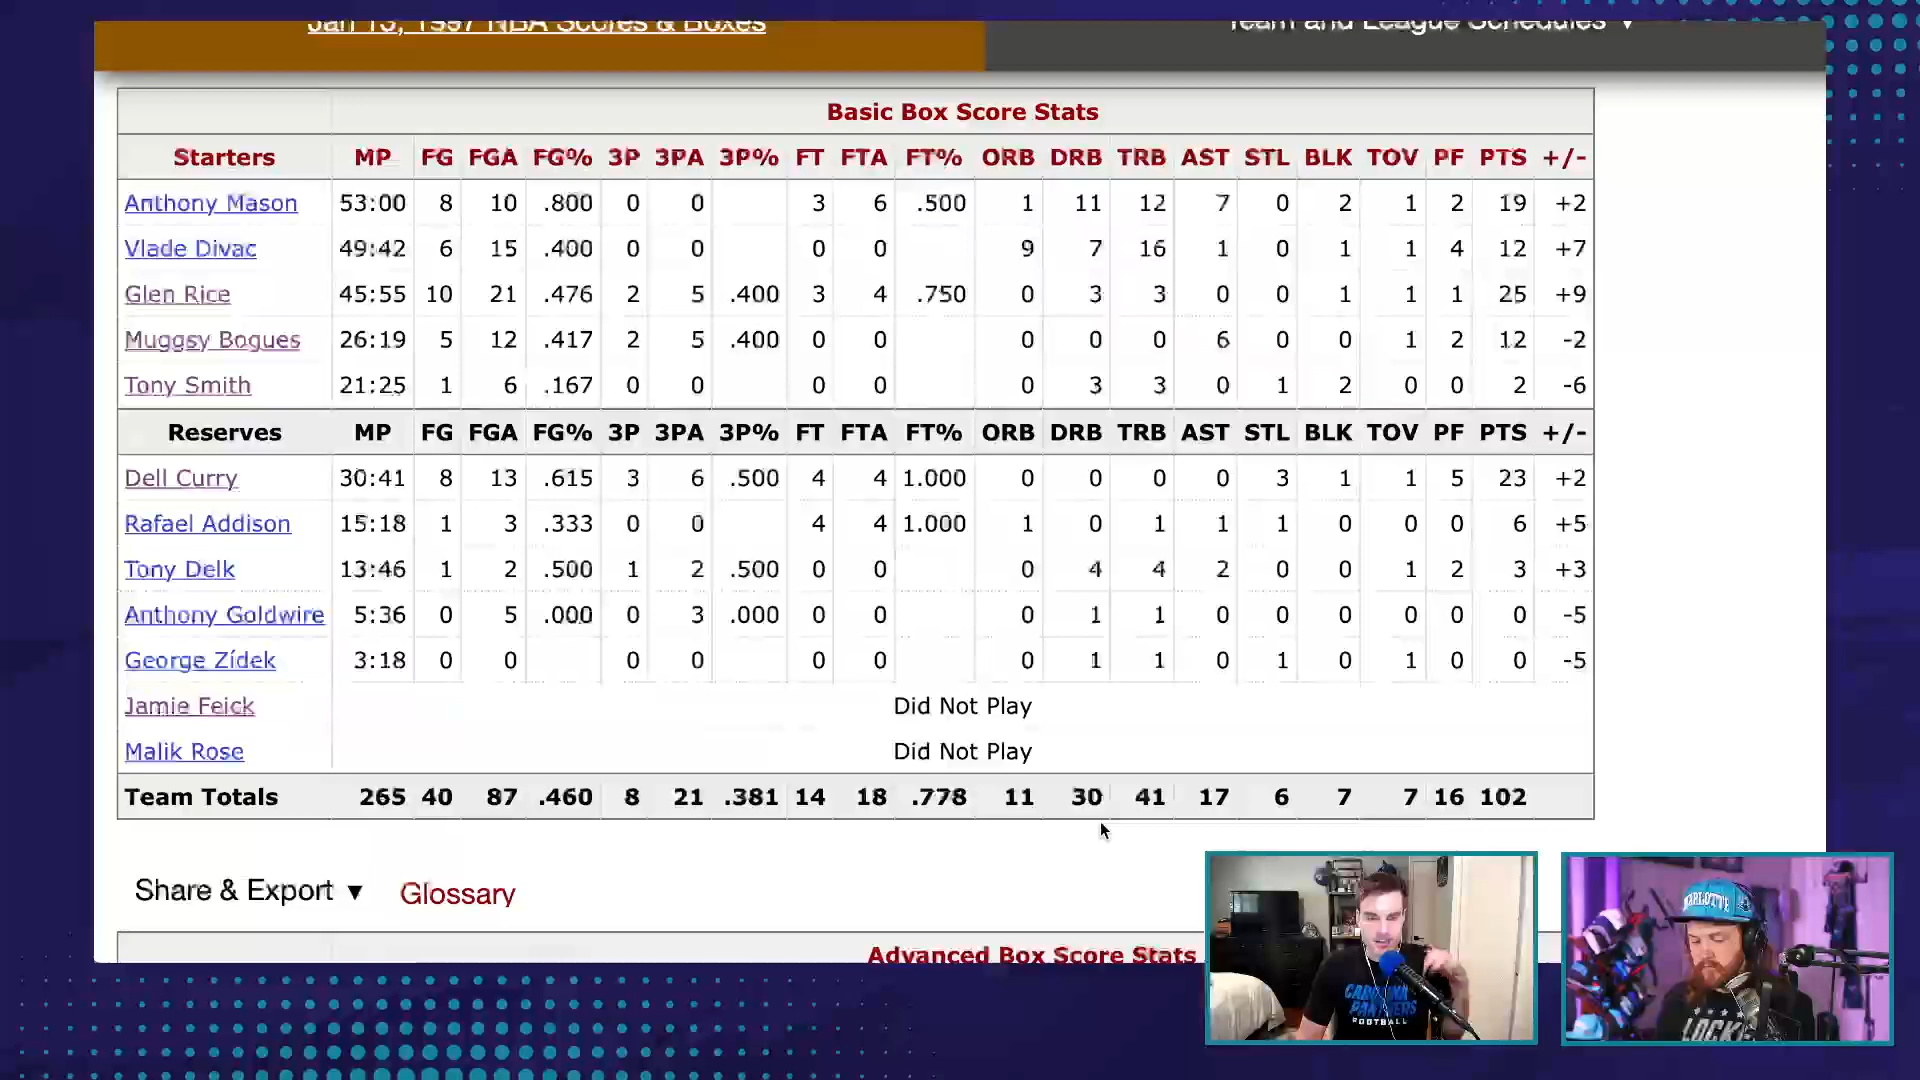 Jan 13, 1997 NBA Scores & Boxes
Team and League Schedules ▼
Basic Box Score Stats
Starters MP FG FGA FG% 3P 3PA 3P% FT FTA FT% ORB DRB TRB AST STL BLK TOV PF PTS +/-
Anthony Mason 53:00 8 10 .800 0 0 3 6 .500 1 11 12 7 0 2 1 2 19 +2
Vlade Divac 49:42 6 15 .400 0 0 0 0 9 7 16 1 0 1 1 4 12 +7
Glen Rice 45:55 10 21 .476 2 5 .400 3 4 .750 0 3 3 0 0 1 1 1 25 +9
Muggsy Bogues 26:19 5 12 .417 2 5 .400 0 0 0 0 0 6 0 0 1 2 12 -2
Tony Smith 21:25 1 6 .167 0 0 0 0 0 3 3 0 1 2 0 0 2 -6
Reserves MP FG FGA FG% 3P 3PA 3P% FT FTA FT% ORB DRB TRB AST STL BLK TOV PF PTS +/-
Dell Curry 30:41 8 13 .615 3 6 .500 4 4 1.000 0 0 0 0 3 1 1 5 23 +2
Rafael Addison 15:18 1 3 .333 0 0 4 4 1.000 1 0 1 1 1 0 0 0 6 +5
Tony Delk 13:46 1 2 .500 1 2 .500 0 0 0 4 4 2 0 0 1 2 3 +3
Anthony Goldwire 5:36 0 5 .000 0 3 .000 0 0 0 1 1 0 0 0 0 0 0 -5
George Zídek 3:18 0 0 0 0 0 0 0 1 1 0 1 0 1 0 0 -5
Jamie Feick Did Not Play
Malik Rose Did Not Play
Team Totals 265 40 87 .460 8 21 .381 14 18 .778 11 30 41 17 6 7 7 16 102
Share & Export ▼ Glossary
Advanced Box Score Stats
CAROLINA
PANTHERS
FOOTBALL
CHARLOTTE